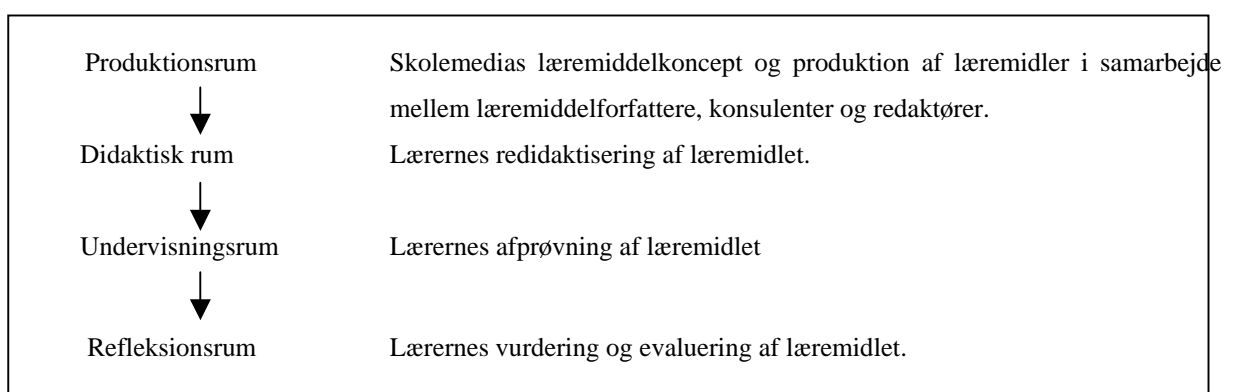 Produktionsrum Skolemedias læremiddelkoncept og produktion af læremidler i samarbejde
mellem læremiddelforfattere, konsulenter og redaktører.
Didaktisk rum Lærernes redidaktisering af læremidlet.
Undervisningsrum Lærernes afprøvning af læremidlet
Refleksionsrum Lærernes vurdering og evaluering af læremidlet.